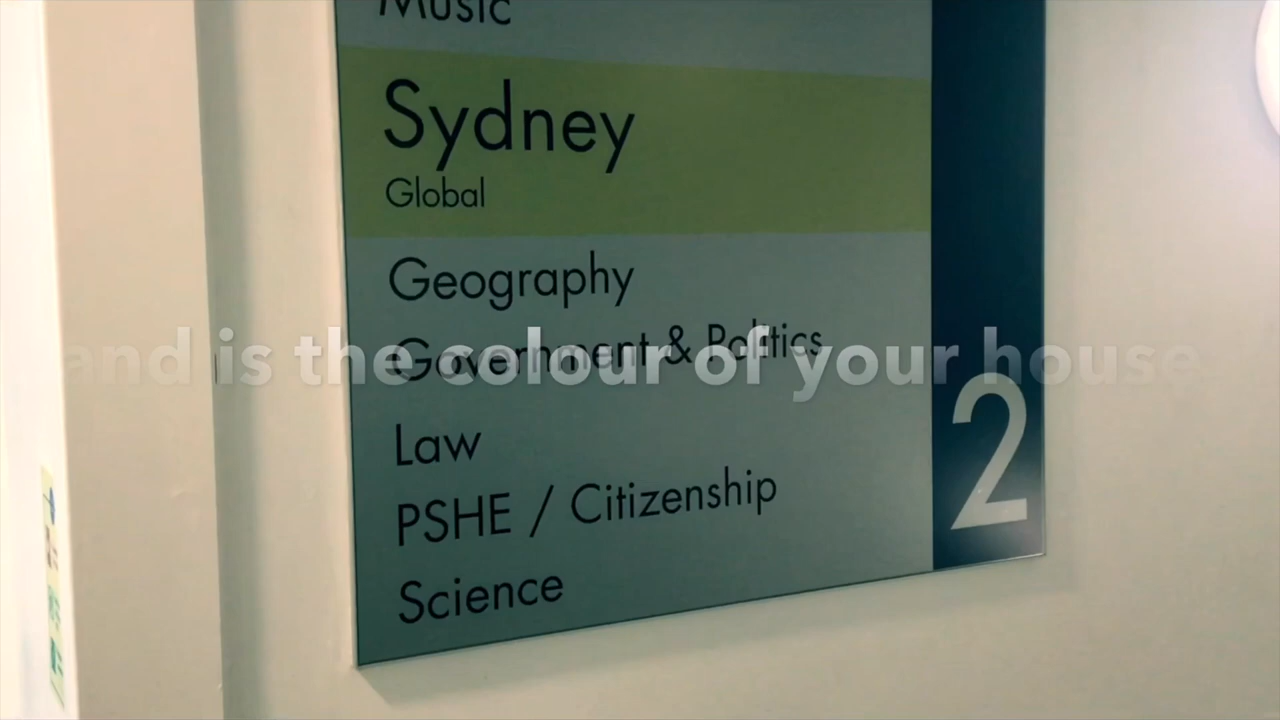 Music
Sydney
Global
Geography
Government & Politics
and is the colour of your house
Law
PSHE / Citizenship
2
Science